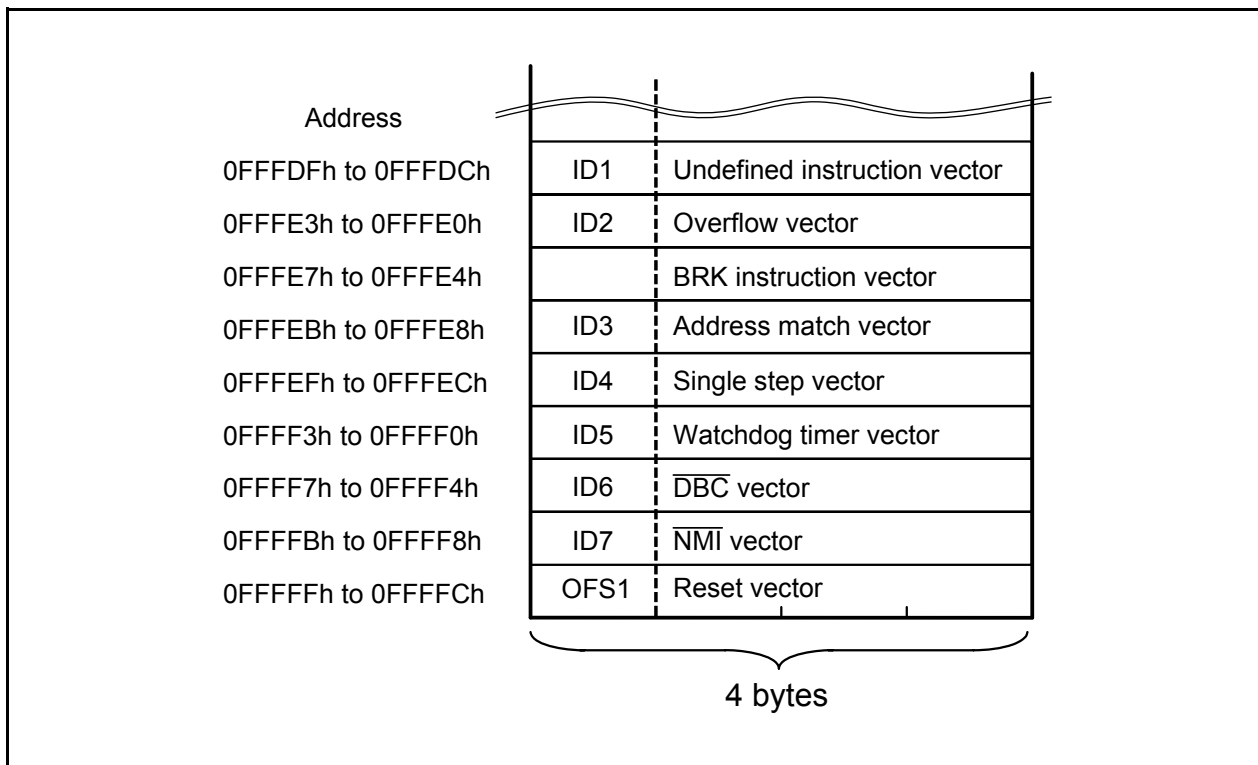 Address
0FFFDFh to 0FFFDCh ID1 Undefined instruction vector
0FFFE3h to 0FFFE0h ID2 Overflow vector
0FFFE7h to 0FFFE4h BRK instruction vector
0FFFEBh to 0FFFE8h ID3 Address match vector
0FFFEFh to 0FFFECh ID4 Single step vector
0FFFF3h to 0FFFF0h ID5 Watchdog timer vector
0FFFF7h to 0FFFF4h ID6 D̅B̅C̅ vector
0FFFFBh to 0FFFF8h ID7 N̅M̅I̅ vector
0FFFFFh to 0FFFFCh OFS1 Reset vector
4 bytes